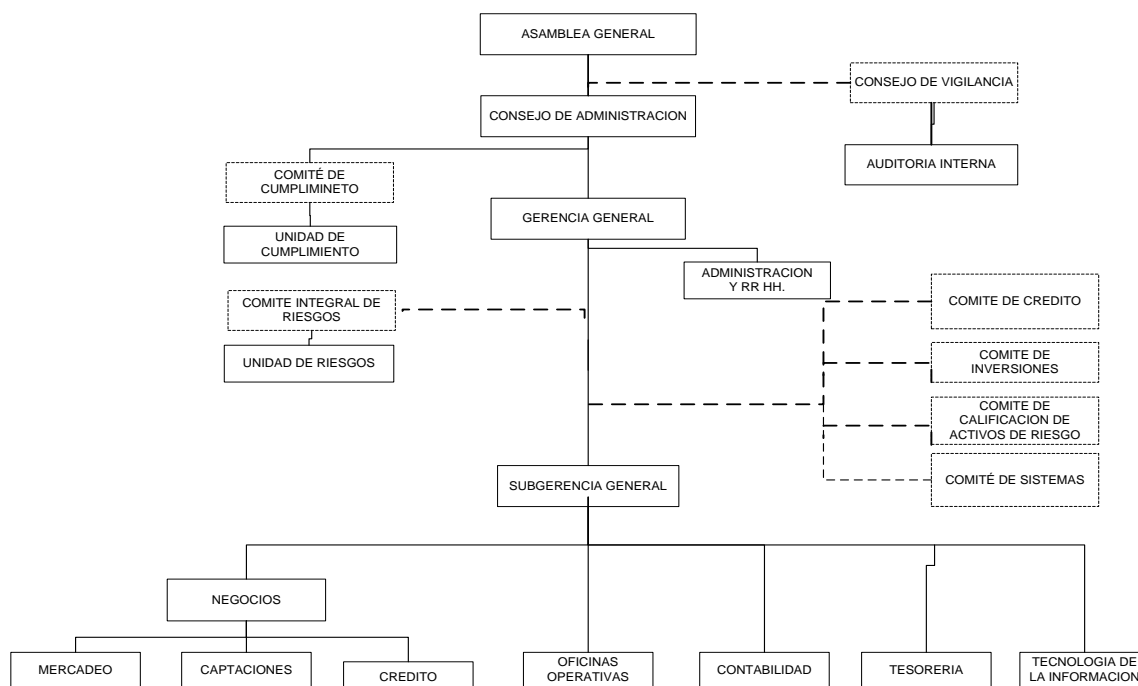 ASAMBLEA GENERAL
CONSEJO DE VIGILANCIA
CONSEJO DE ADMINISTRACION
AUDITORIA INTERNA
COMITÉ DE
CUMPLIMINETO
GERENCIA GENERAL
UNIDAD DE
CUMPLIMIENTO
ADMINISTRACION
Y RR HH.
COMITE INTEGRAL DE
RIESGOS
COMITE DE CREDITO
UNIDAD DE RIESGOS
COMITE DE
INVERSIONES
COMITE DE
CALIFICACION DE
ACTIVOS DE RIESGO
SUBGERENCIA GENERAL
COMITÉ DE SISTEMAS
NEGOCIOS
MERCADEO
CAPTACIONES
CREDITO
OFICINAS
OPERATIVAS
CONTABILIDAD
TESORERIA
TECNOLOGIA DE
LA INFORMACION